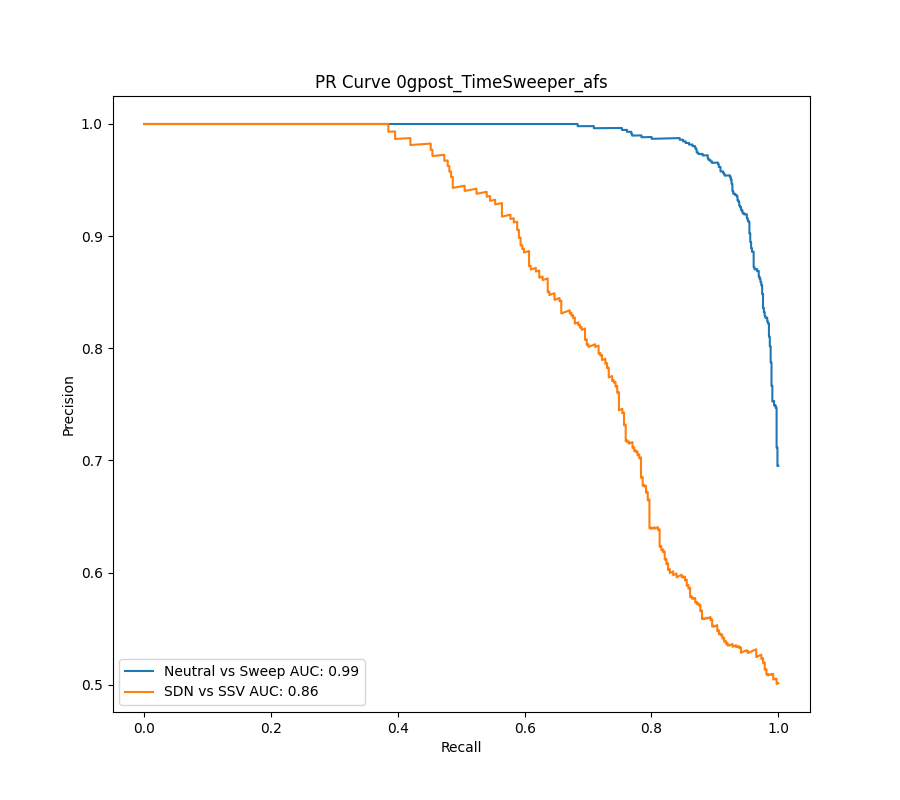 PR Curve 0gpost_TimeSweeper_afs
1.0
0.9
0.8
0.7
0.6
0.5
Precision
Neutral vs Sweep AUC: 0.99
SDN vs SSV AUC: 0.86
0.0 0.2 0.4 0.6 0.8 1.0
Recall